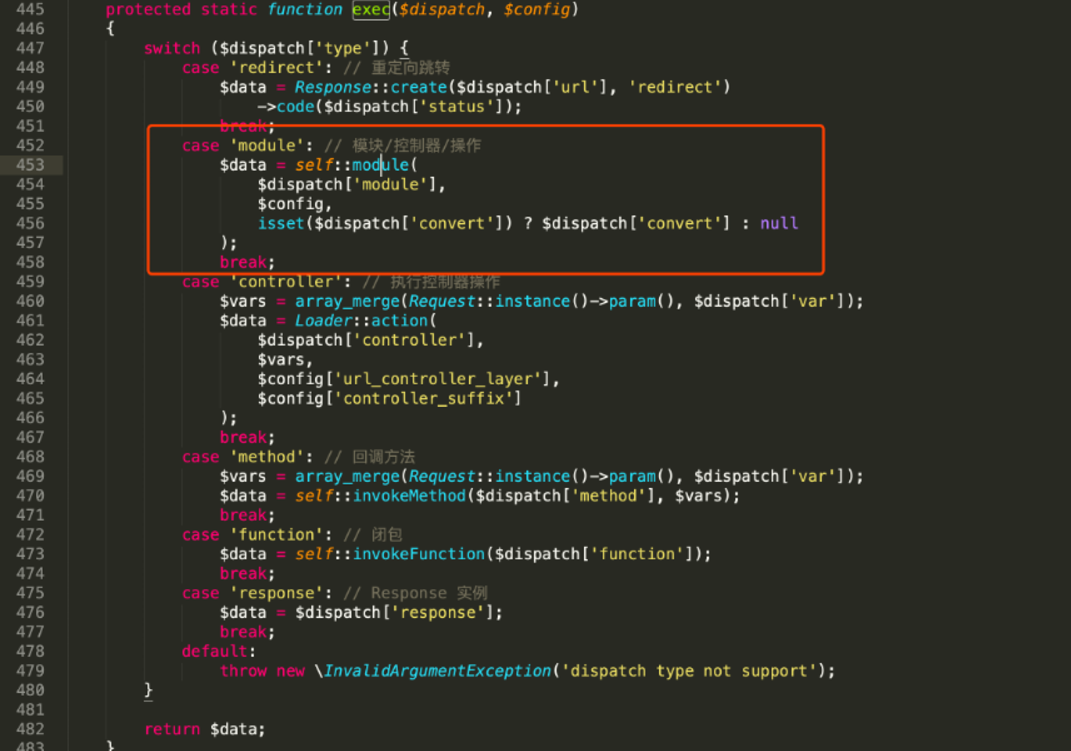 445 protected static function exec($dispatch, $config)
446 {
447 switch ($dispatch['type']) {
448 case 'redirect': // 重定向跳转
449 $data = Response::create($dispatch['url'], 'redirect')
450 ->code($dispatch['status']);
451 break;
452 case 'module': // 模块/控制器/操作
453 $data = self::module(
454 $dispatch['module'],
455 $config,
456 isset($dispatch['convert']) ? $dispatch['convert'] : null
457 );
458 break;
459 case 'controller': // 执行控制器操作
460 $vars = array_merge(Request::instance()->param(), $dispatch['var']);
461 $data = Loader::action(
462 $dispatch['controller'],
463 $vars,
464 $config['url_controller_layer'],
465 $config['controller_suffix']
466 );
467 break;
468 case 'method': // 回调方法
469 $vars = array_merge(Request::instance()->param(), $dispatch['var']);
470 $data = self::invokeMethod($dispatch['method'], $vars);
471 break;
472 case 'function': // 闭包
473 $data = self::invokeFunction($dispatch['function']);
474 break;
475 case 'response': // Response 实例
476 $data = $dispatch['response'];
477 break;
478 default:
479 throw new \InvalidArgumentException('dispatch type not support');
480 }
481
482 return $data;
483 }